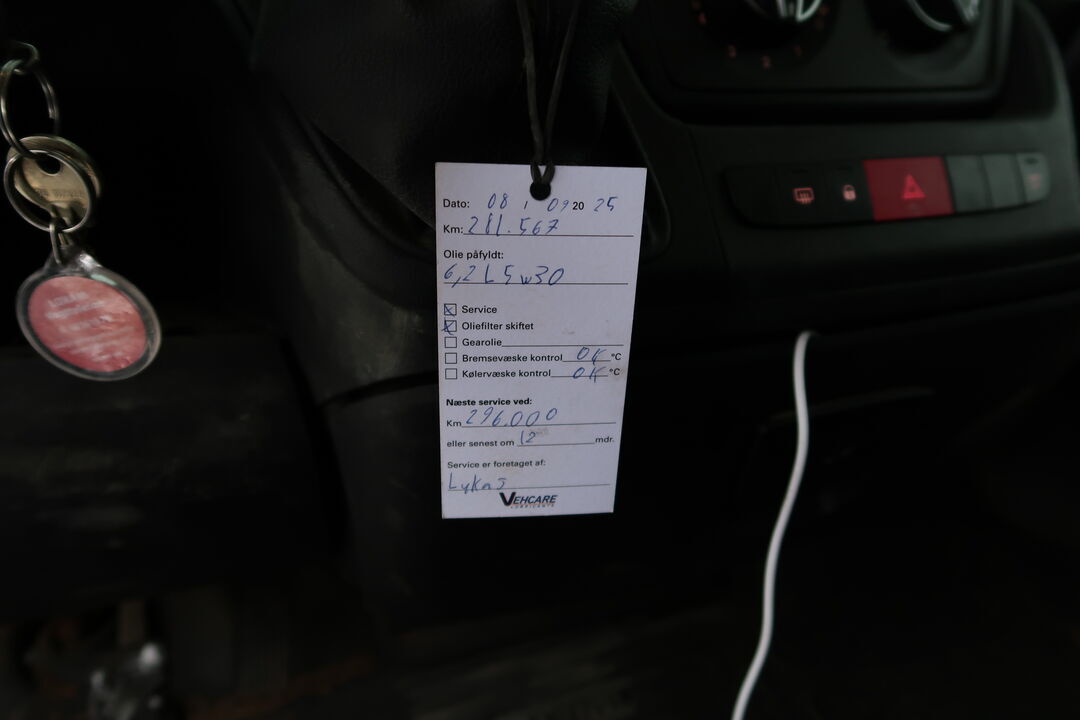 Dato: 08 / 09 20 25
Km: 281.567
Olie påfyldt:
6,2 L 5w30
Service
Oliefilter skiftet
Gearolie
Bremsevæske kontrol OK °C
Kølervæske kontrol OK °C
Næste service ved:
Km 296.000
eller senest om 12 mdr.
Service er foretaget af:
Lykas
VEHCARE
LUBRICANTS